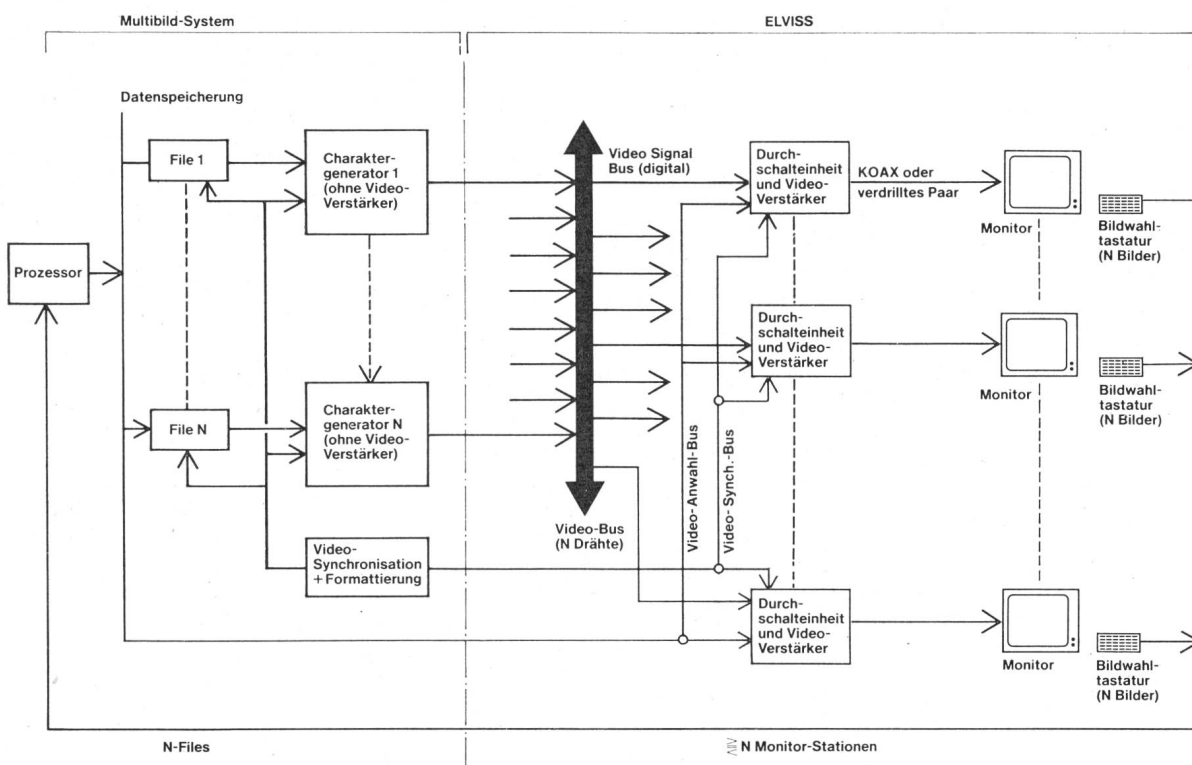 Multibild-System
ELVISS
Datenspeicherung
File 1
Charakter-
generator 1
(ohne Video-
Verstärker)
Video Signal
Bus (digital)
Durch-
schalteinheit
und Video-
Verstärker
KOAX oder
verdrilltes Paar
Monitor
Bildwahl-
tastatur
(N Bilder)
Prozessor
Durch-
schalteinheit
und Video-
Verstärker
Monitor
Bildwahl-
tastatur
(N Bilder)
File N
Charakter-
generator N
(ohne Video-
Verstärker)
Video-Anwahl-Bus
Video-Synch.-Bus
Video-Bus
(N Drähte)
Video-
Synchronisation
+ Formattierung
Durch-
schalteinheit
und Video-
Verstärker
Monitor
Bildwahl-
tastatur
(N Bilder)
N-Files
N Monitor-Stationen